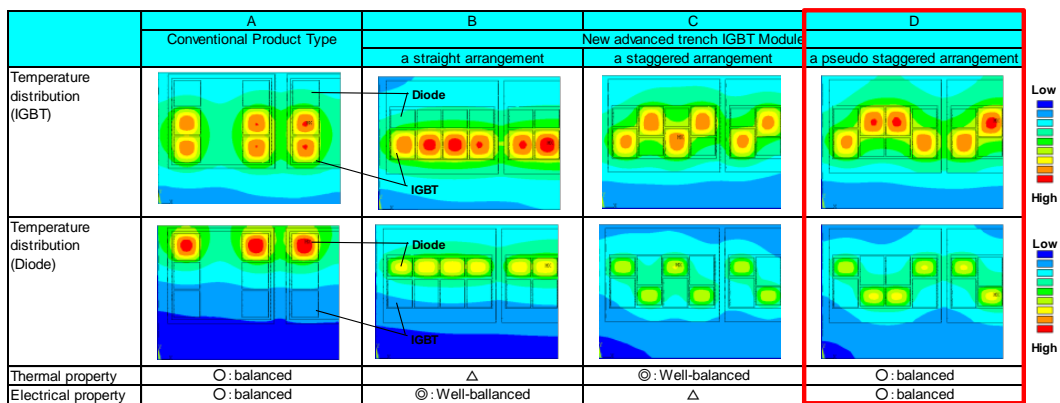 A B C D
Conventional Product Type New advanced trench IGBT Module
a straight arrangement a staggered arrangement a pseudo staggered arrangement
Temperature
distribution
(IGBT)
Diode
IGBT
Low
High
Temperature
distribution
(Diode)
Diode
IGBT
Low
High
Thermal property ○: balanced △ ◎: Well-balanced ○: balanced
Electrical property ○: balanced ◎: Well-ballanced △ ○: balanced